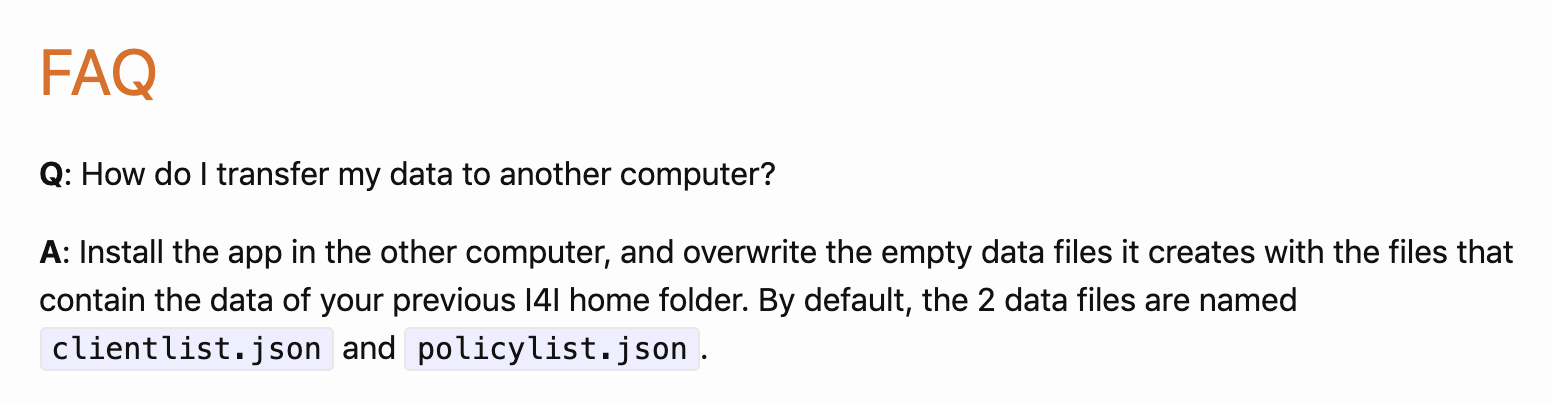 FAQ
Q: How do I transfer my data to another computer?
A: Install the app in the other computer, and overwrite the empty data files it creates with the files that
contain the data of your previous I4I home folder. By default, the 2 data files are named
clientlist.json and policylist.json.